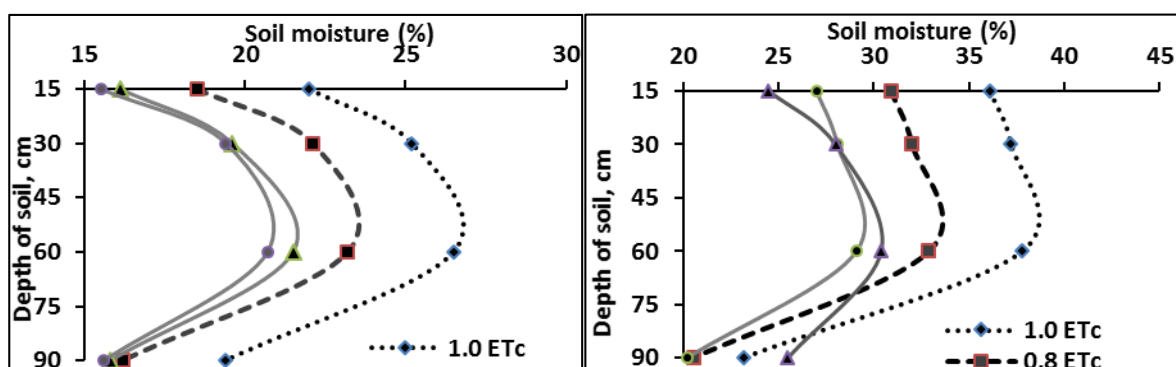 Soil moisture (%)
15 20 25 30
15
30
45
60
75
90
Depth of soil, cm
1.0 ETc
Soil moisture (%)
20 25 30 35 40 45
15
30
45
60
75
90
Depth of soil, cm
1.0 ETc
0.8 ETc